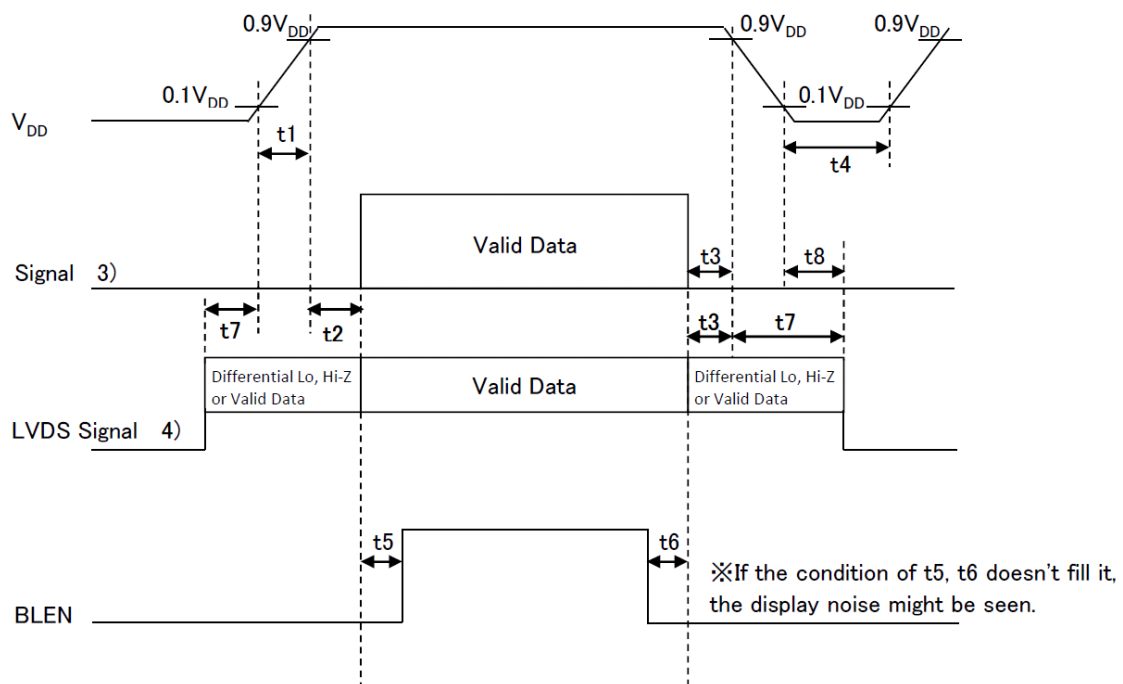 0.9VDD
0.9VDD
0.9VDD
0.1VDD
0.1VDD
VDD
t1
t4
Valid Data
Signal 3)
t3
t8
t7
t2
t3
t7
Differential Lo, Hi-Z
or Valid Data
Valid Data
Differential Lo, Hi-Z
or Valid Data
LVDS Signal 4)
t5
t6
※If the condition of t5, t6 doesn't fill it,
the display noise might be seen.
BLEN